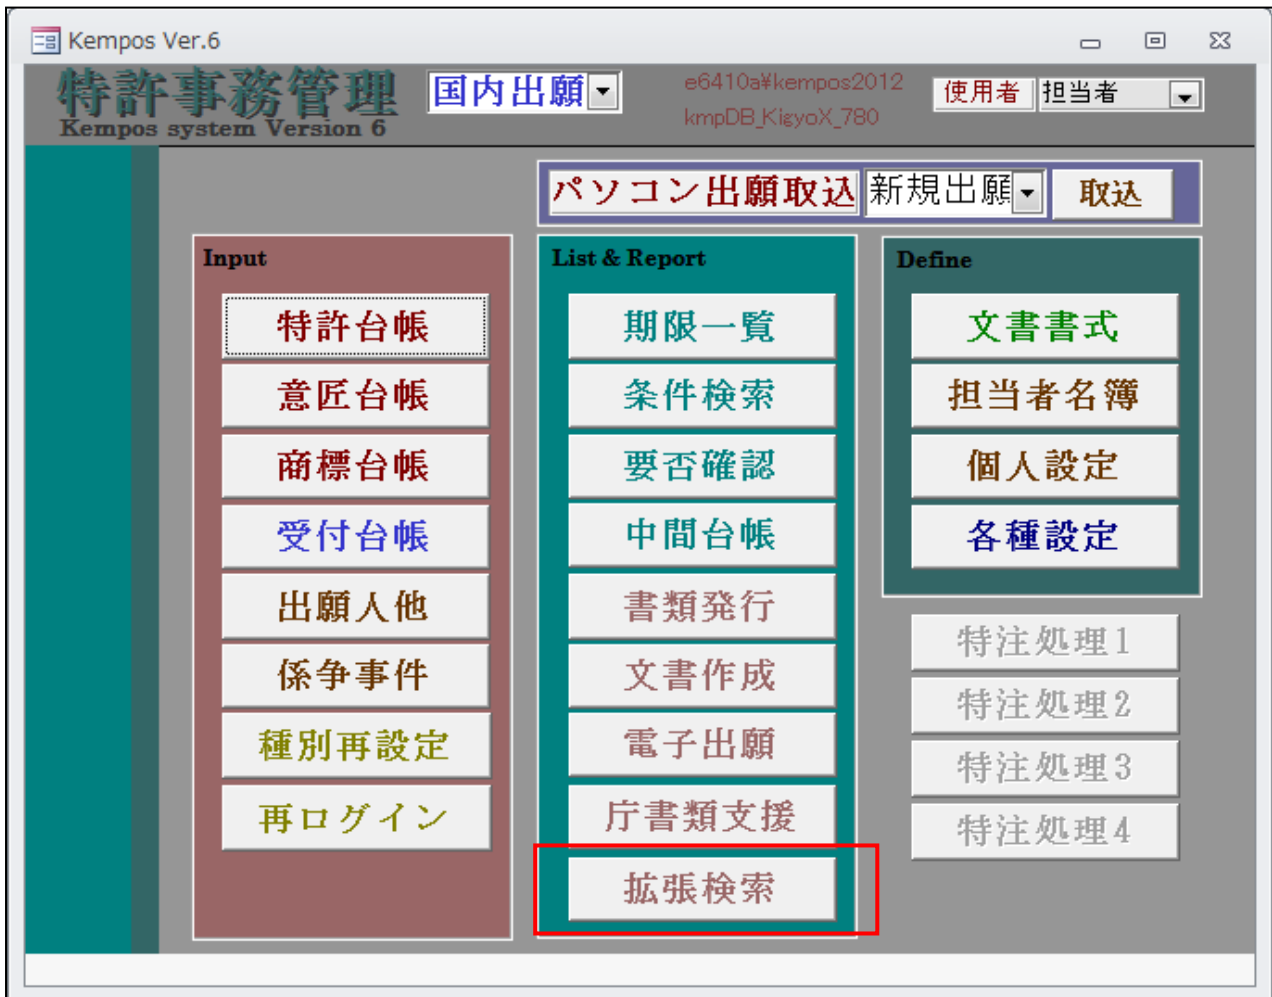 Kempos Ver.6
特許事務管理
Kempos system Version 6
国内出願
e6410a¥kempos2012
kmpDB_KigyoX_780
使用者 担当者
パソコン出願取込 新規出願 取込
Input
特許台帳
意匠台帳
商標台帳
受付台帳
出願人他
係争事件
種別再設定
再ログイン
List & Report
期限一覧
条件検索
要否確認
中間台帳
書類発行
文書作成
電子出願
庁書類支援
拡張検索
Define
文書書式
担当者名簿
個人設定
各種設定
特注処理1
特注処理2
特注処理3
特注処理4